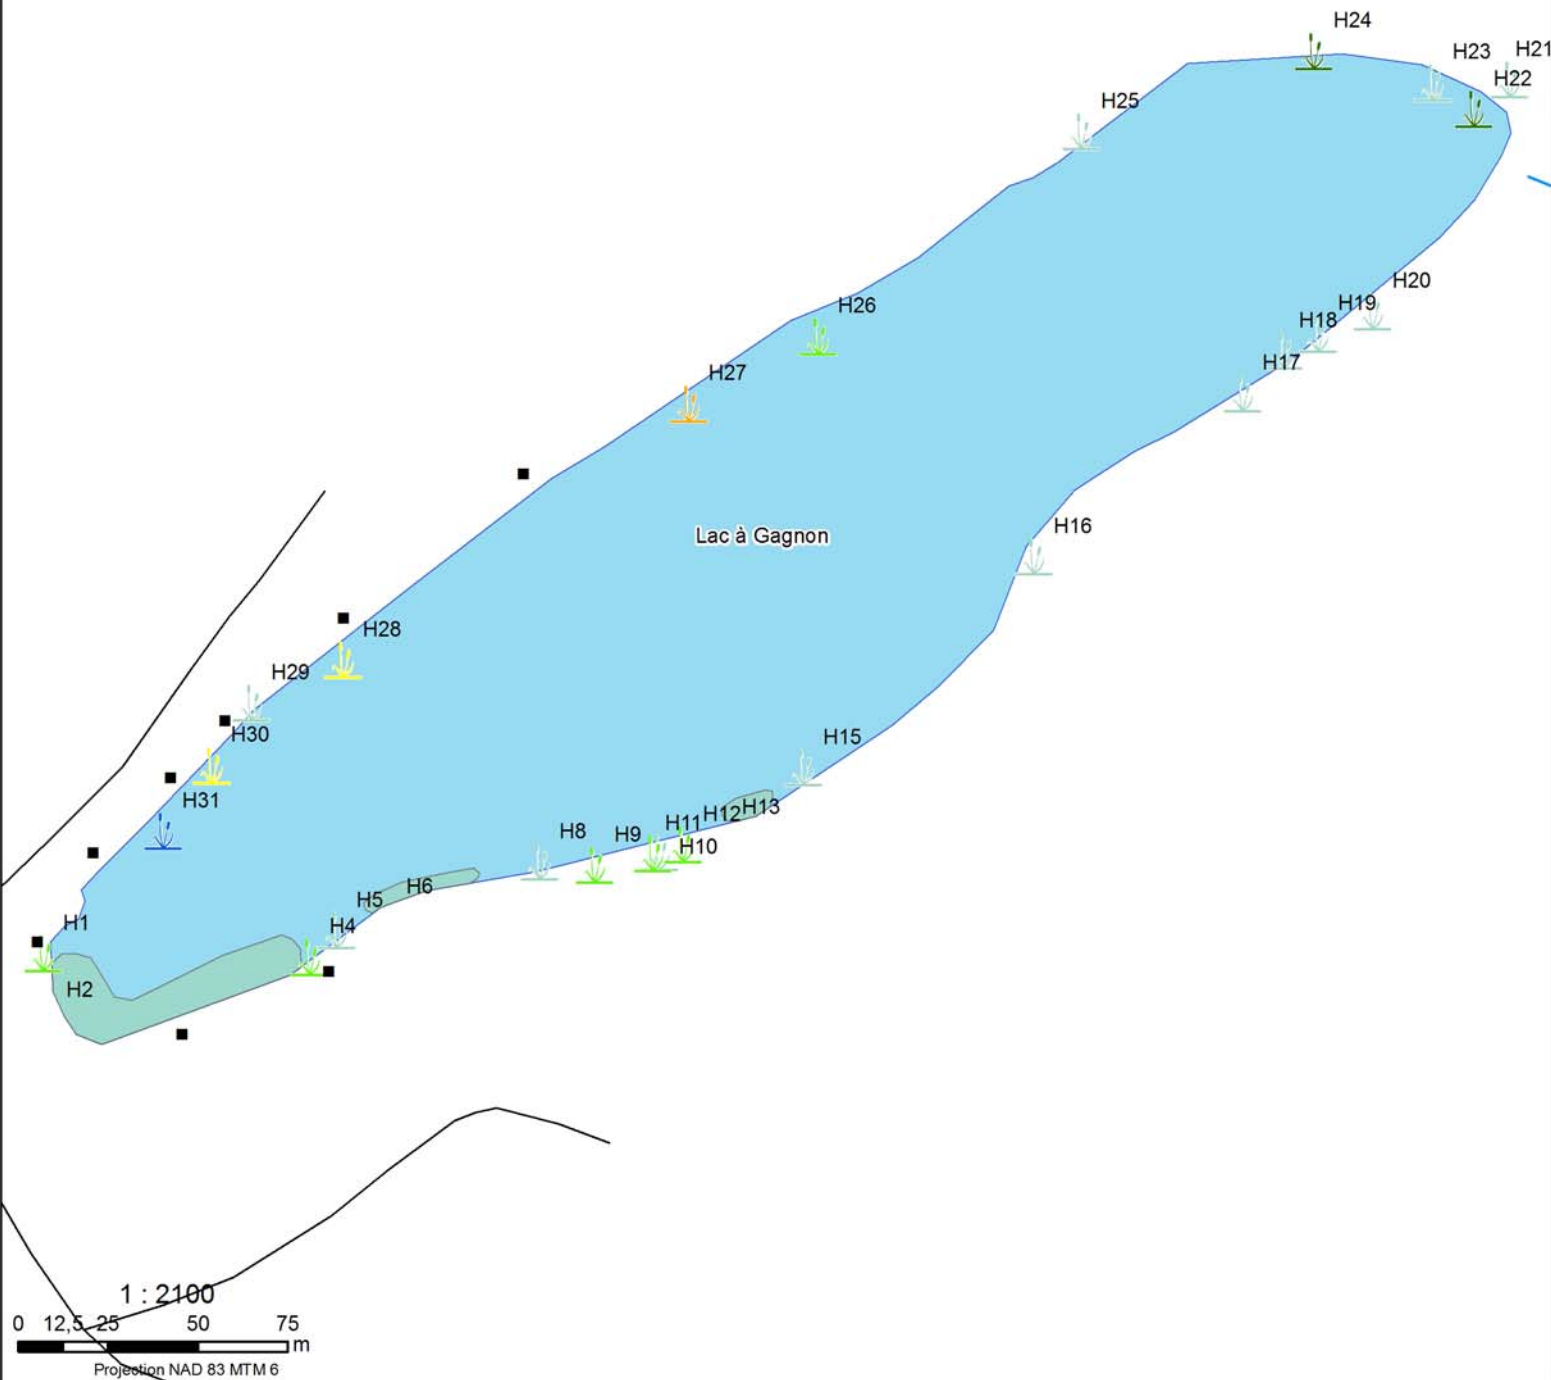 H24
H23
H21
H22
H25
H20
H26
H19
H18
H17
H27
Lac à Gagnon
H16
H28
H29
H30
H15
H31
H13
H12
H11
H8
H9
H10
H6
H5
H1
H4
H2
1 : 2100
0 12,5 25 50 75
m
Projection NAD 83 MTM 6